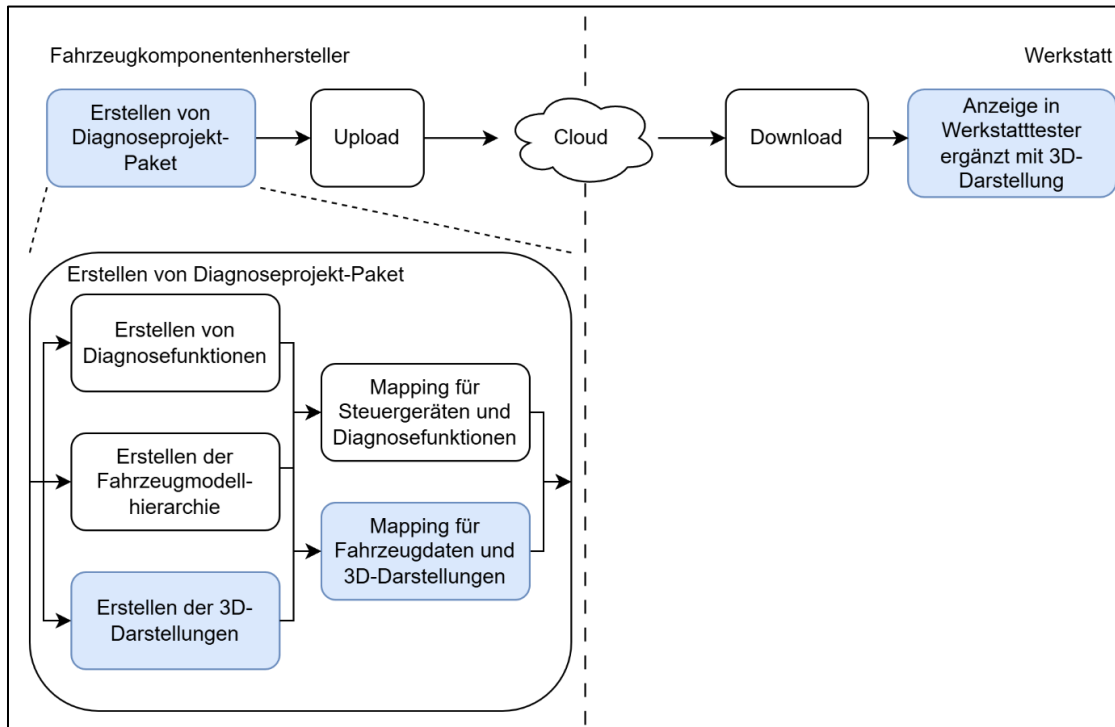 Fahrzeugkomponentenhersteller
Werkstatt
Erstellen von
Diagnoseprojekt-
Paket
Upload
Cloud
Download
Anzeige in
Werkstatttester
ergänzt mit 3D-
Darstellung
Erstellen von Diagnoseprojekt-Paket
Erstellen von
Diagnosefunktionen
Erstellen der
Fahrzeugmodell-
hierarchie
Erstellen der 3D-
Darstellungen
Mapping für
Steuergeräten und
Diagnosefunktionen
Mapping für
Fahrzeugdaten und
3D-Darstellungen